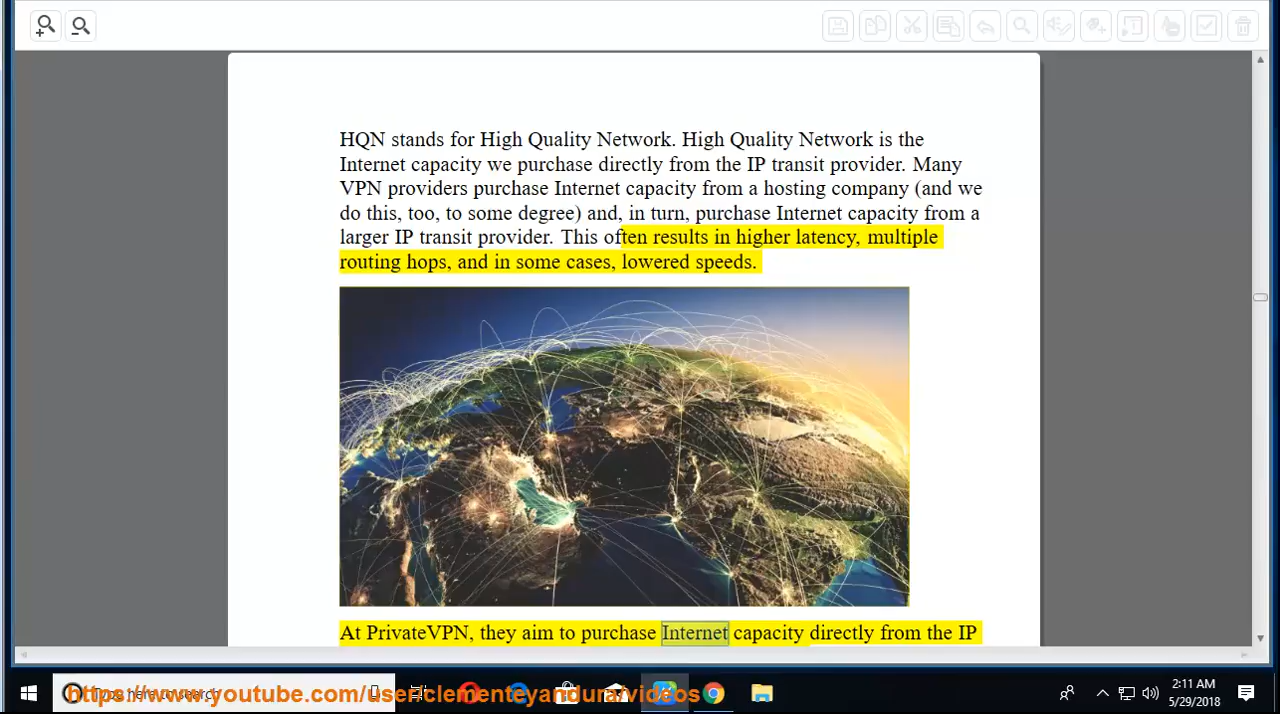 HQN stands for High Quality Network. High Quality Network is the
Internet capacity we purchase directly from the IP transit provider. Many
VPN providers purchase Internet capacity from a hosting company (and we
do this, too, to some degree) and, in turn, purchase Internet capacity from a
larger IP transit provider. This often results in higher latency, multiple
routing hops, and in some cases, lowered speeds.
At PrivateVPN, they aim to purchase Internet capacity directly from the IP
Type here to search
https://www.youtube.com/user/clementeyandura/videos
2:11 AM
5/29/2018